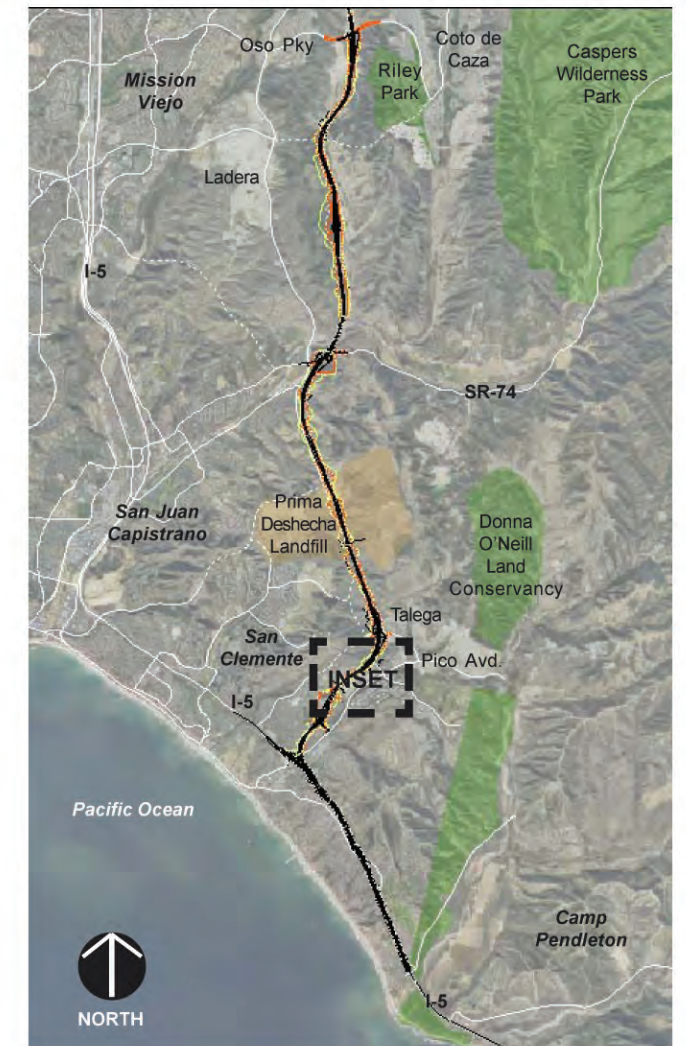 Oso Pky
Coto de
Caza
Mission
Viejo
Riley
Park
Caspers
Wilderness
Park
Ladera
I-5
SR-74
San Juan
Capistrano
Prima
Deshecha
Landfill
Donna
O'Neill
Land
Conservancy
Talega
San
Clemente
Pico Avd.
INSET
I-5
Pacific Ocean
Camp
Pendleton
I-5
NORTH